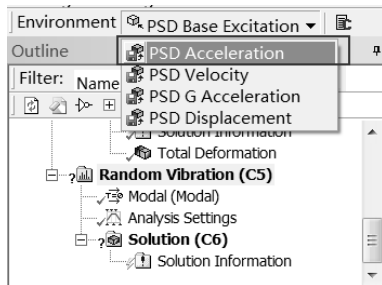 Environment PSD Base Excitation
Outline PSD Acceleration
Filter: Name PSD Velocity
PSD G Acceleration
PSD Displacement
Solution Information
Total Deformation
Random Vibration (C5)
Modal (Modal)
Analysis Settings
Solution (C6)
Solution Information